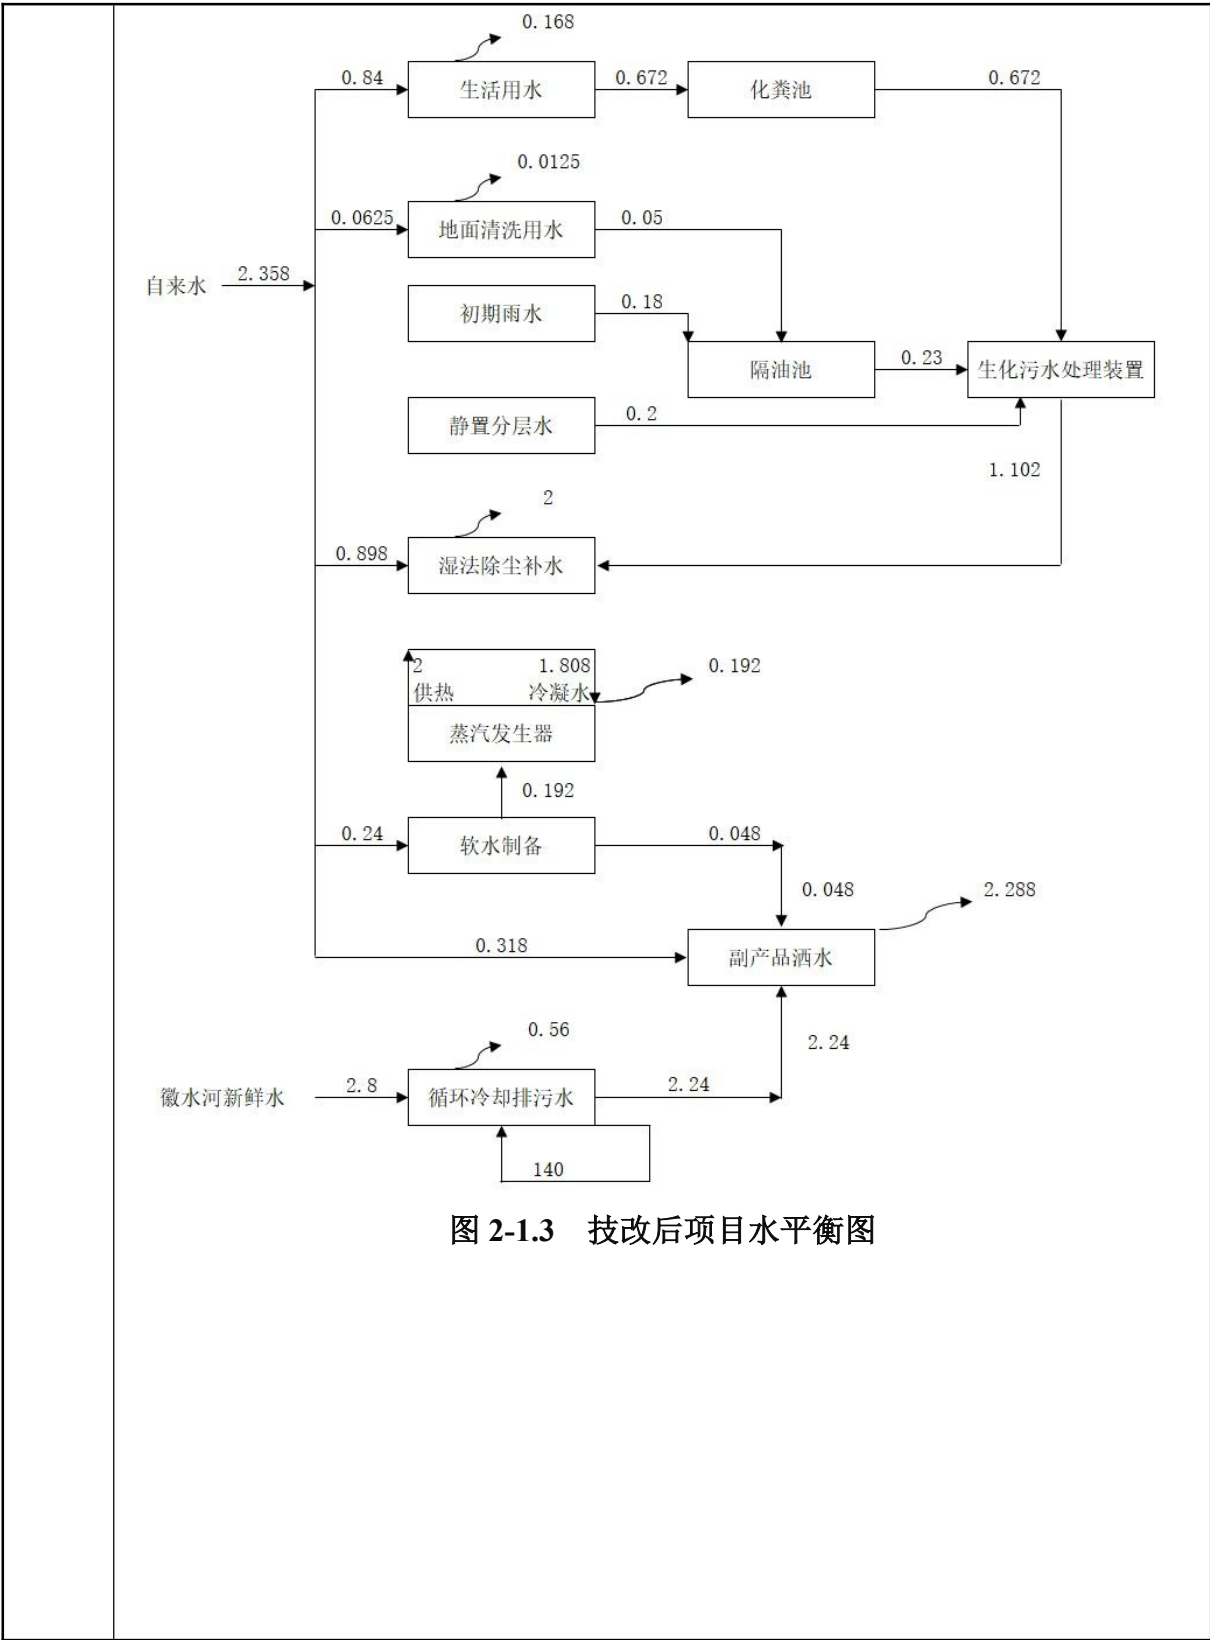 0.168
0.84
生活用水
0.672
化粪池
0.672
0.0125
0.0625
地面清洗用水
0.05
自来水
2.358
初期雨水
0.18
隔油池
0.23
生化污水处理装置
静置分层水
0.2
1.102
2
0.898
湿法除尘补水
2
1.808
0.192
供热
冷凝水
蒸汽发生器
0.192
0.24
软水制备
0.048
0.048
2.288
0.318
副产品洒水
0.56
2.24
徽水河新鲜水
2.8
循环冷却排污水
2.24
140
图 2-1.3 技改后项目水平衡图